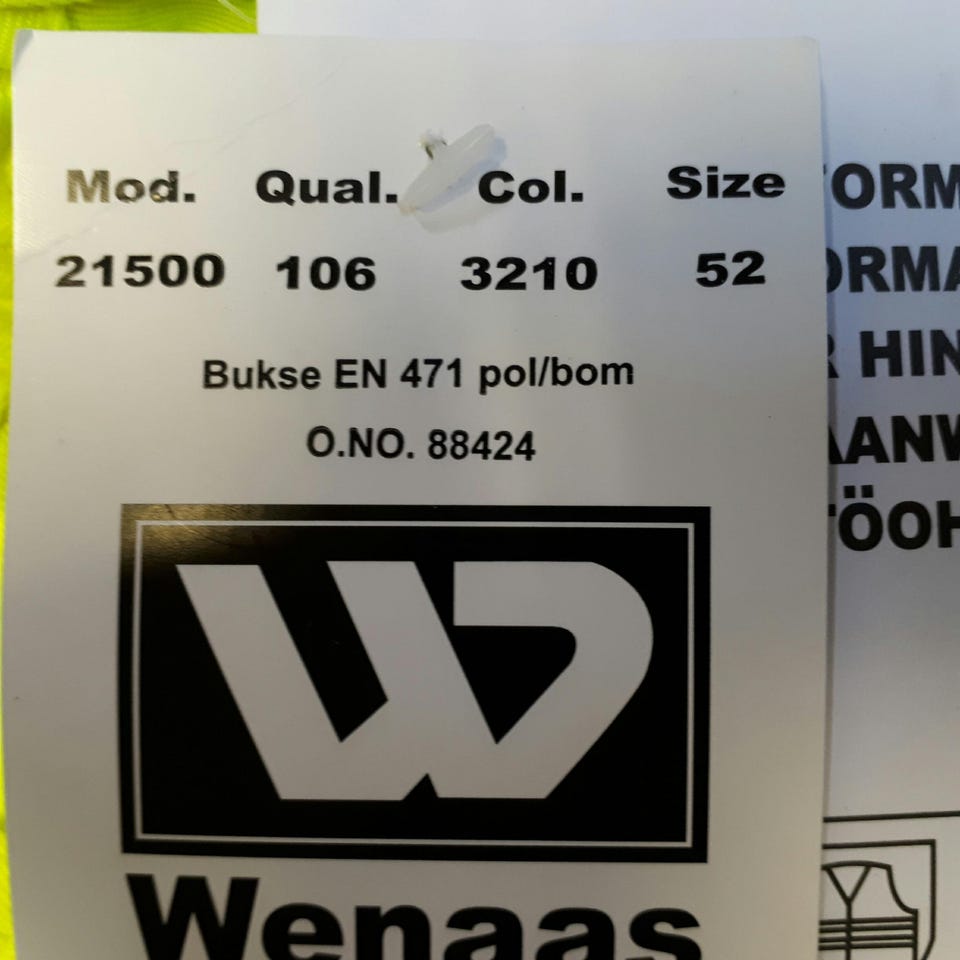 Mod. Qual. Col. Size
21500 106 3210 52
Bukse EN 471 pol/bom
O.NO. 88424
Wenaas